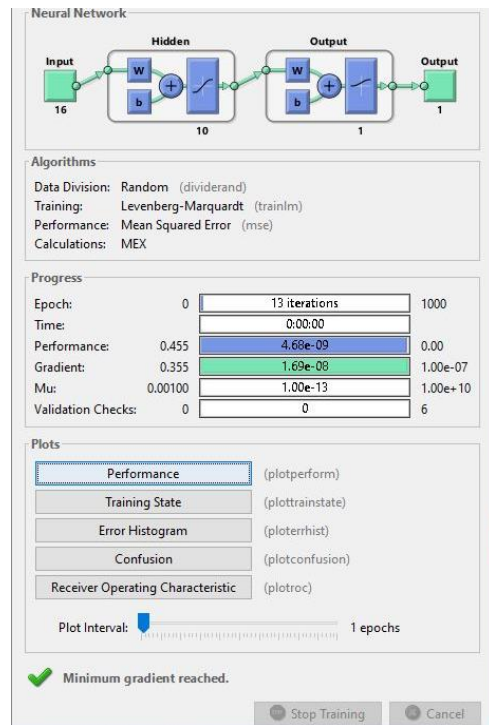 Neural Network
Hidden
Output
Input
Output
W
W
+
+
b
b
16
10
1
1
Algorithms
Data Division: Random (dividerand)
Training: Levenberg-Marquardt (trainlm)
Performance: Mean Squared Error (mse)
Calculations: MEX
Progress
Epoch: 0 13 iterations 1000
Time: 0:00:00
Performance: 0.455 4.68e-09 0.00
Gradient: 0.355 1.69e-08 1.00e-07
Mu: 0.00100 1.00e-13 1.00e+10
Validation Checks: 0 0 6
Plots
Performance (plotperform)
Training State (plottrainstate)
Error Histogram (ploterrhist)
Confusion (plotconfusion)
Receiver Operating Characteristic (plotroc)
Plot Interval: 1 epochs
Minimum gradient reached.
Stop Training Cancel